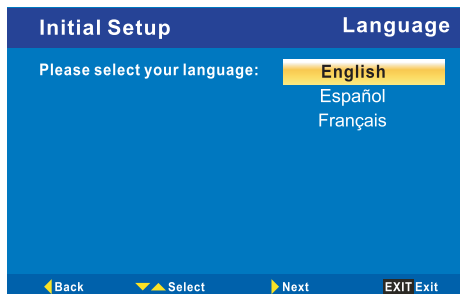 Initial Setup Language
Please select your language: English
Español
Français
Back Select Next EXIT Exit